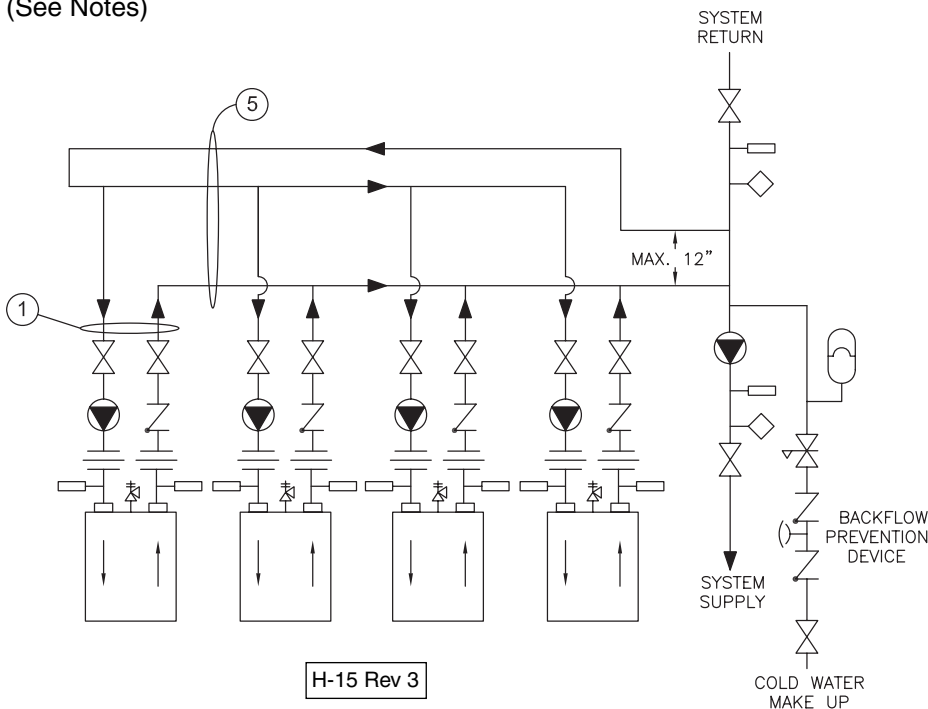 (See Notes)
SYSTEM
RETURN
5
MAX. 12”
1
BACKFLOW
PREVENTION
DEVICE
SYSTEM
SUPPLY
H-15 Rev 3
COLD WATER
MAKE UP